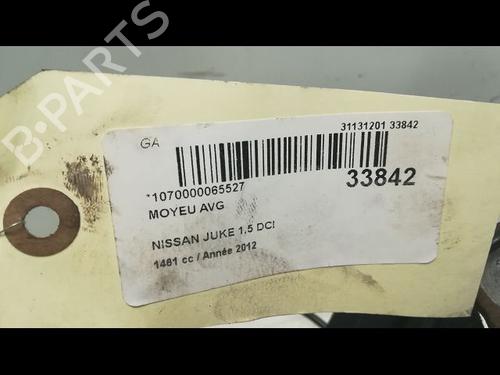 B-PARTS
GA
31131201 33842
33842
*1070000065527
MOYEU AVG
NISSAN JUKE 1.5 DCI
1461 cc / Année 2012